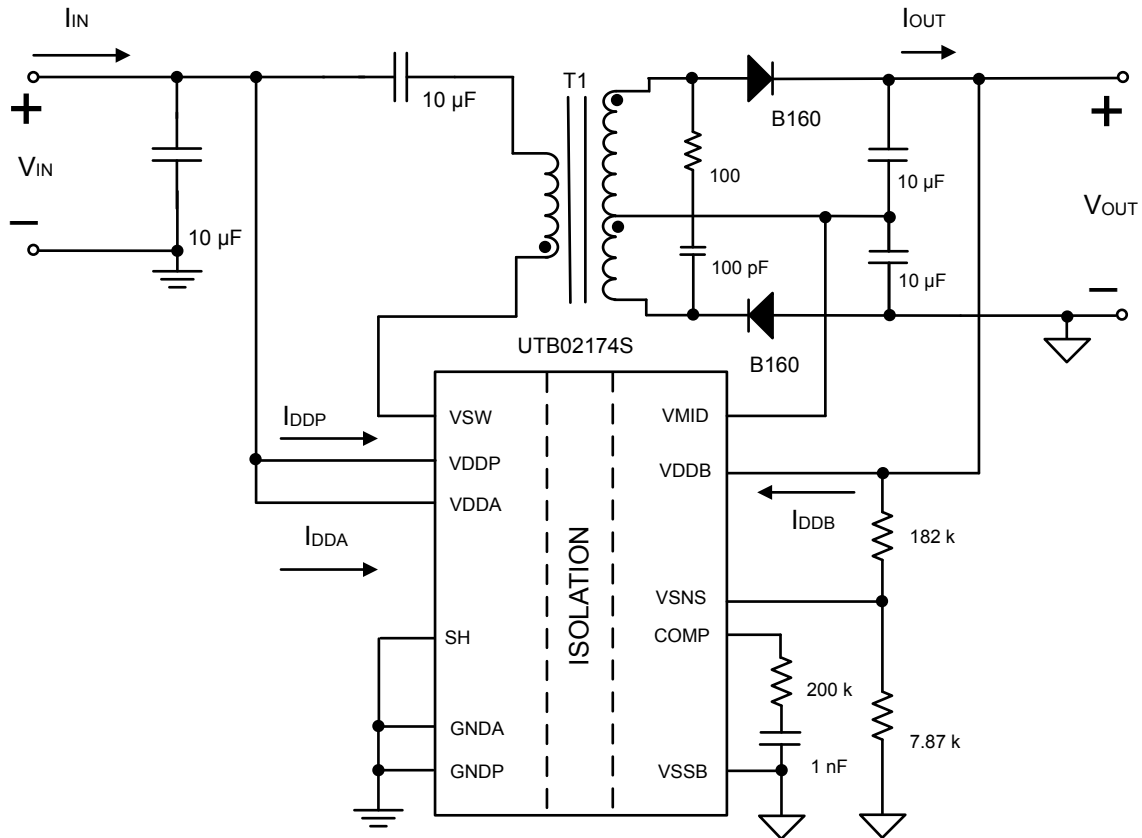 IIN
IOUT
+
10 µF
T1
B160
+
VIN
100
10 µF
VOUT
−
10 µF
100 pF
10 µF
−
UTB02174S
B160
VSW
VMID
IDDP
VDDP
VDDB
VDDA
IDDB
182 k
IDDA
ISOLATION
VSNS
SH
COMP
200 k
GNDA
7.87 k
GNDP
VSSB
1 nF